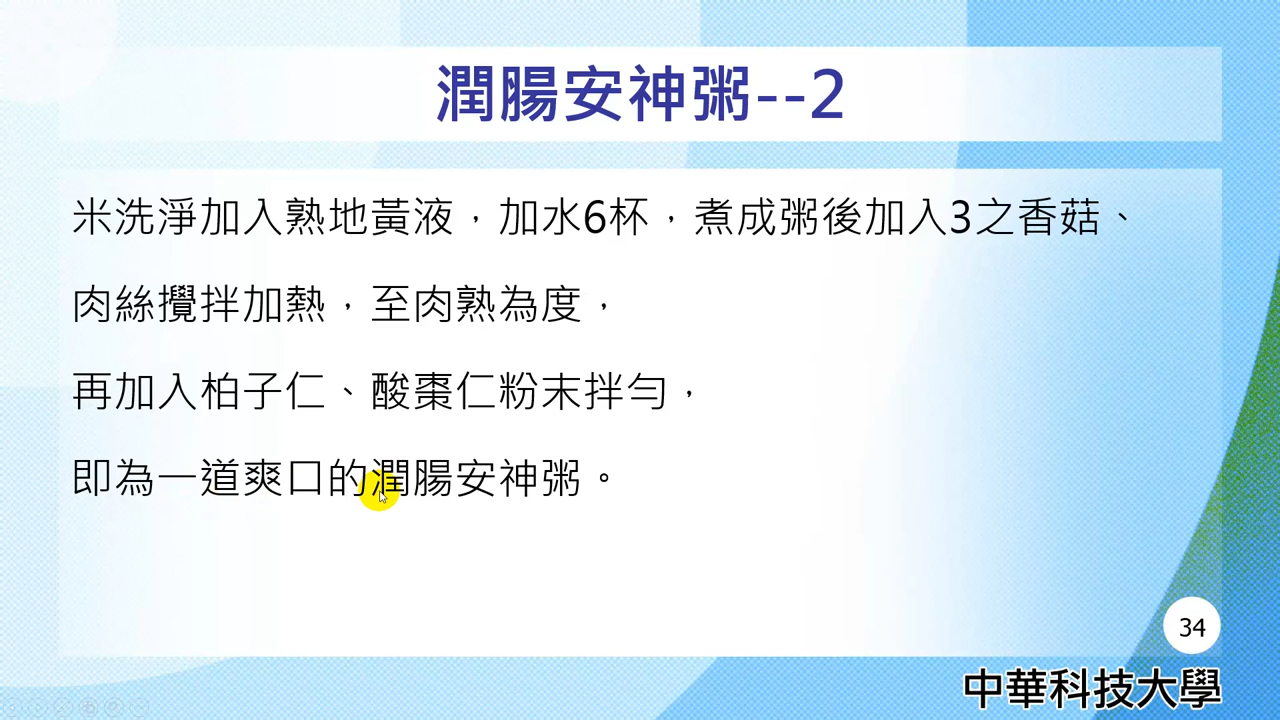 潤腸安神粥--2
米洗淨加入熟地黃液，加水6杯，煮成粥後加入3之香菇、
肉絲攪拌加熱，至肉熟為度，
再加入柏子仁、酸棗仁粉末拌勻，
即為一道爽口的潤腸安神粥。
34
中華科技大學